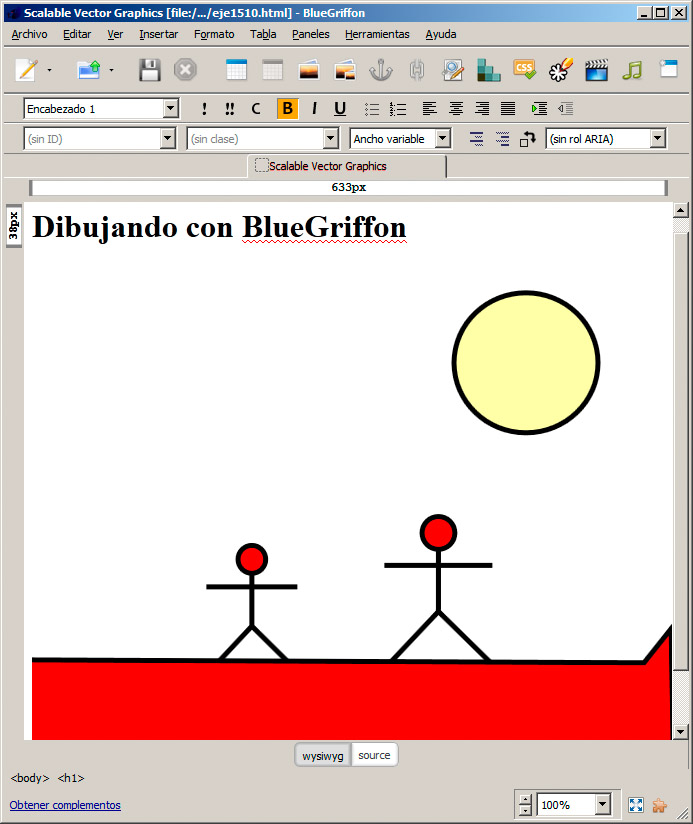 Scalable Vector Graphics [file:/.../eje1510.html] - BlueGriffon
Archivo Editar Ver Insertar Formato Tabla Paneles Herramientas Ayuda
CSS
Encabezado 1 ! !! C B I U
(sin ID) (sin clase) Ancho variable (sin rol ARIA)
Scalable Vector Graphics
633px
38px
Dibujando con BlueGriffon
wysiwyg source
<body> <h1>
Obtener complementos 100%